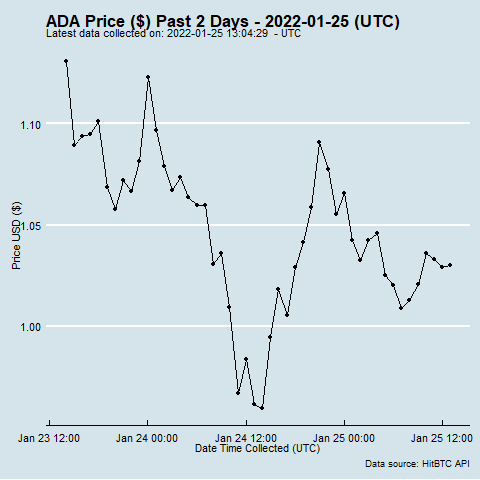 ADA Price ($) Past 2 Days - 2022-01-25 (UTC)
Latest data collected on: 2022-01-25 13:04:29 - UTC
1.10
1.05
1.00
Price USD ($)
Jan 23 12:00 Jan 24 00:00 Jan 24 12:00 Jan 25 00:00 Jan 25 12:00
Date Time Collected (UTC)
Data source: HitBTC API